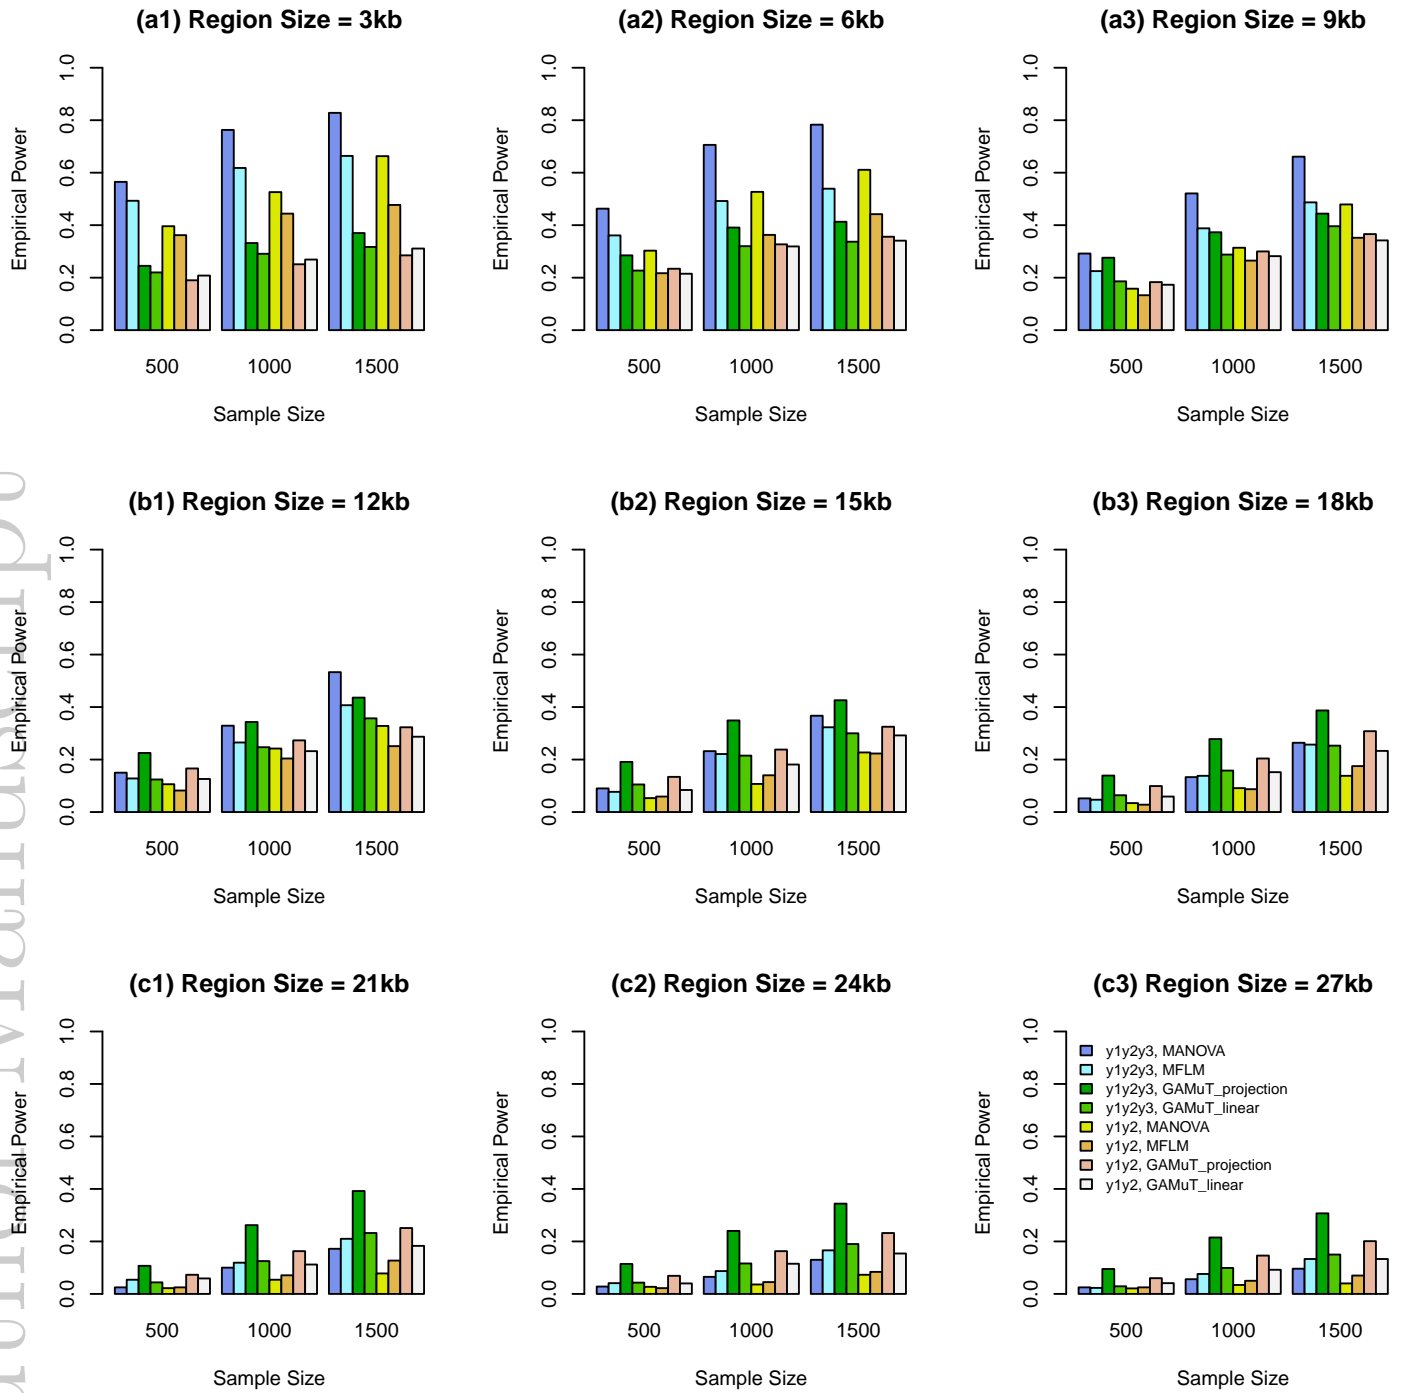 (a1) Region Size = 3kb
Empirical Power
0.0 0.2 0.4 0.6 0.8 1.0
500 1000 1500
Sample Size
(a2) Region Size = 6kb
Empirical Power
0.0 0.2 0.4 0.6 0.8 1.0
500 1000 1500
Sample Size
(a3) Region Size = 9kb
Empirical Power
0.0 0.2 0.4 0.6 0.8 1.0
500 1000 1500
Sample Size
(b1) Region Size = 12kb
Empirical Power
0.0 0.2 0.4 0.6 0.8 1.0
500 1000 1500
Sample Size
(b2) Region Size = 15kb
Empirical Power
0.0 0.2 0.4 0.6 0.8 1.0
500 1000 1500
Sample Size
(b3) Region Size = 18kb
Empirical Power
0.0 0.2 0.4 0.6 0.8 1.0
500 1000 1500
Sample Size
(c1) Region Size = 21kb
Empirical Power
0.0 0.2 0.4 0.6 0.8 1.0
500 1000 1500
Sample Size
(c2) Region Size = 24kb
Empirical Power
0.0 0.2 0.4 0.6 0.8 1.0
500 1000 1500
Sample Size
(c3) Region Size = 27kb
Empirical Power
0.0 0.2 0.4 0.6 0.8 1.0
y1y2y3, MANOVA
y1y2y3, MFLM
y1y2y3, GAMuT_projection
y1y2y3, GAMuT_linear
y1y2, MANOVA
y1y2, MFLM
y1y2, GAMuT_projection
y1y2, GAMuT_linear
500 1000 1500
Sample Size